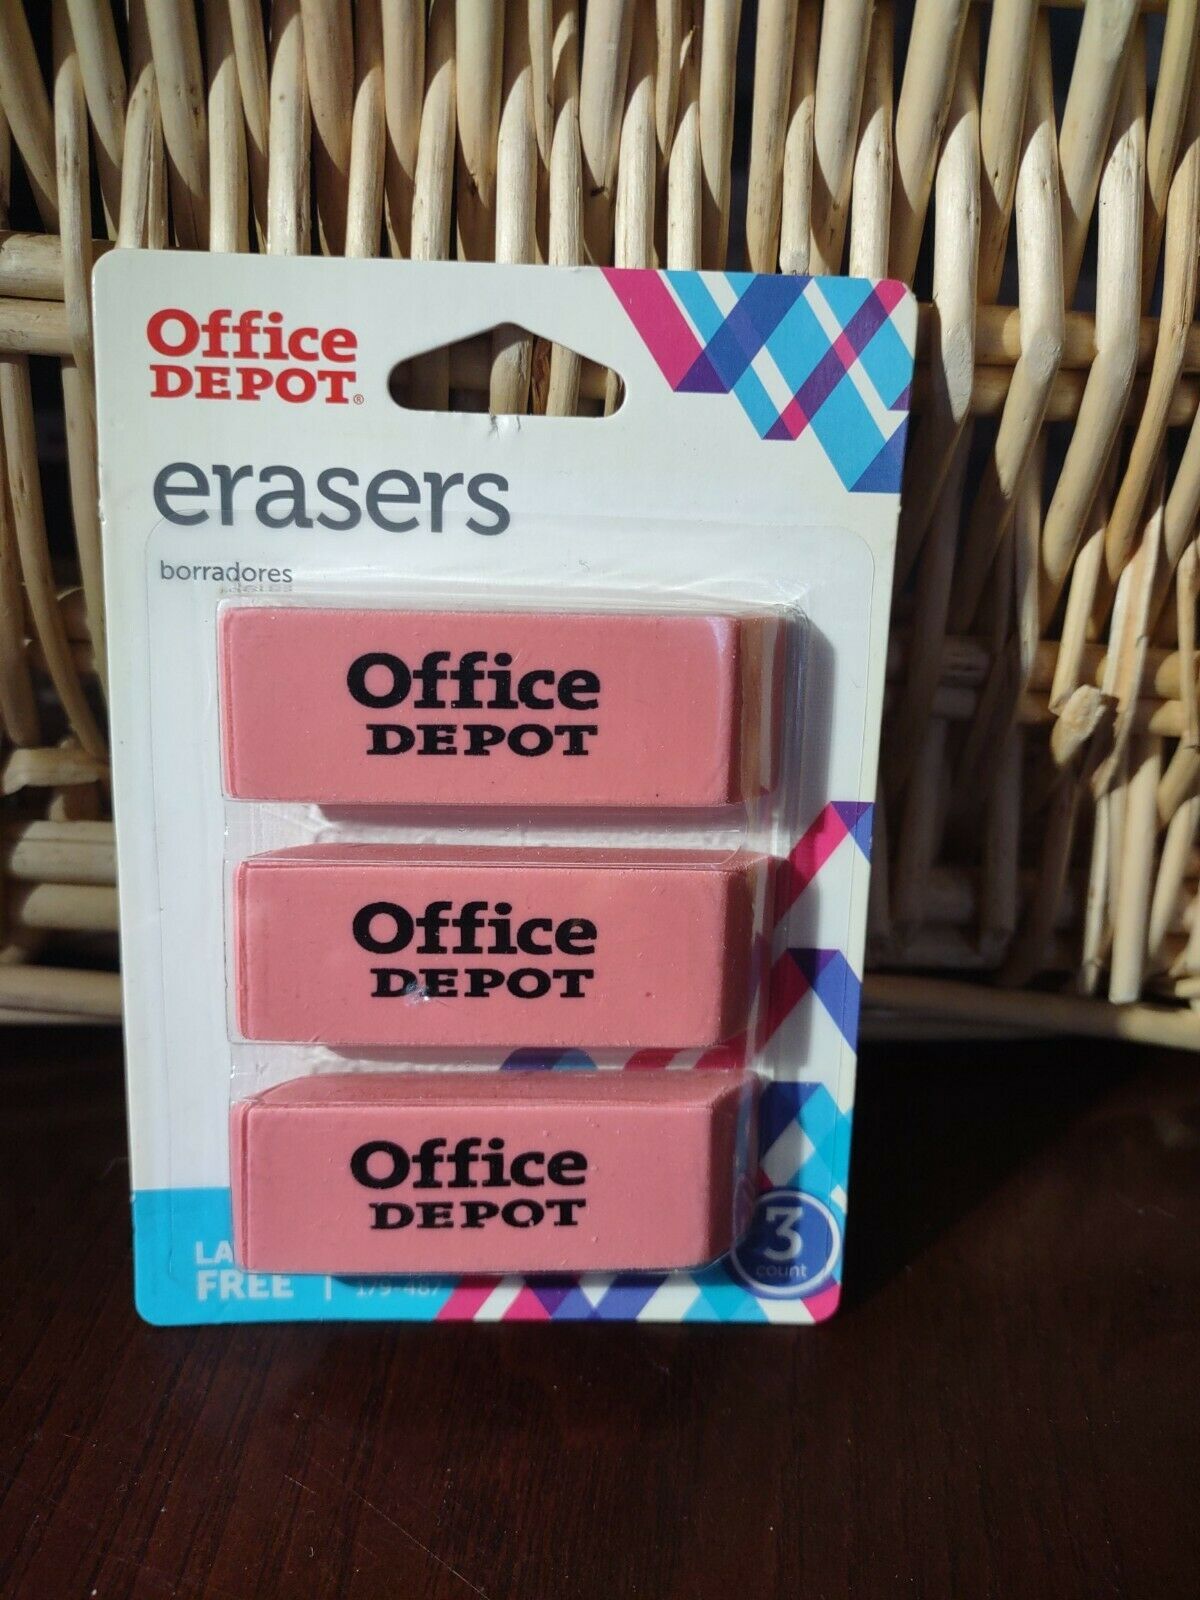 Office
DEPOT®
erasers
borradores
Office
DEPOT
Office
DEPOT
Office
DEPOT
FREE |
3
count